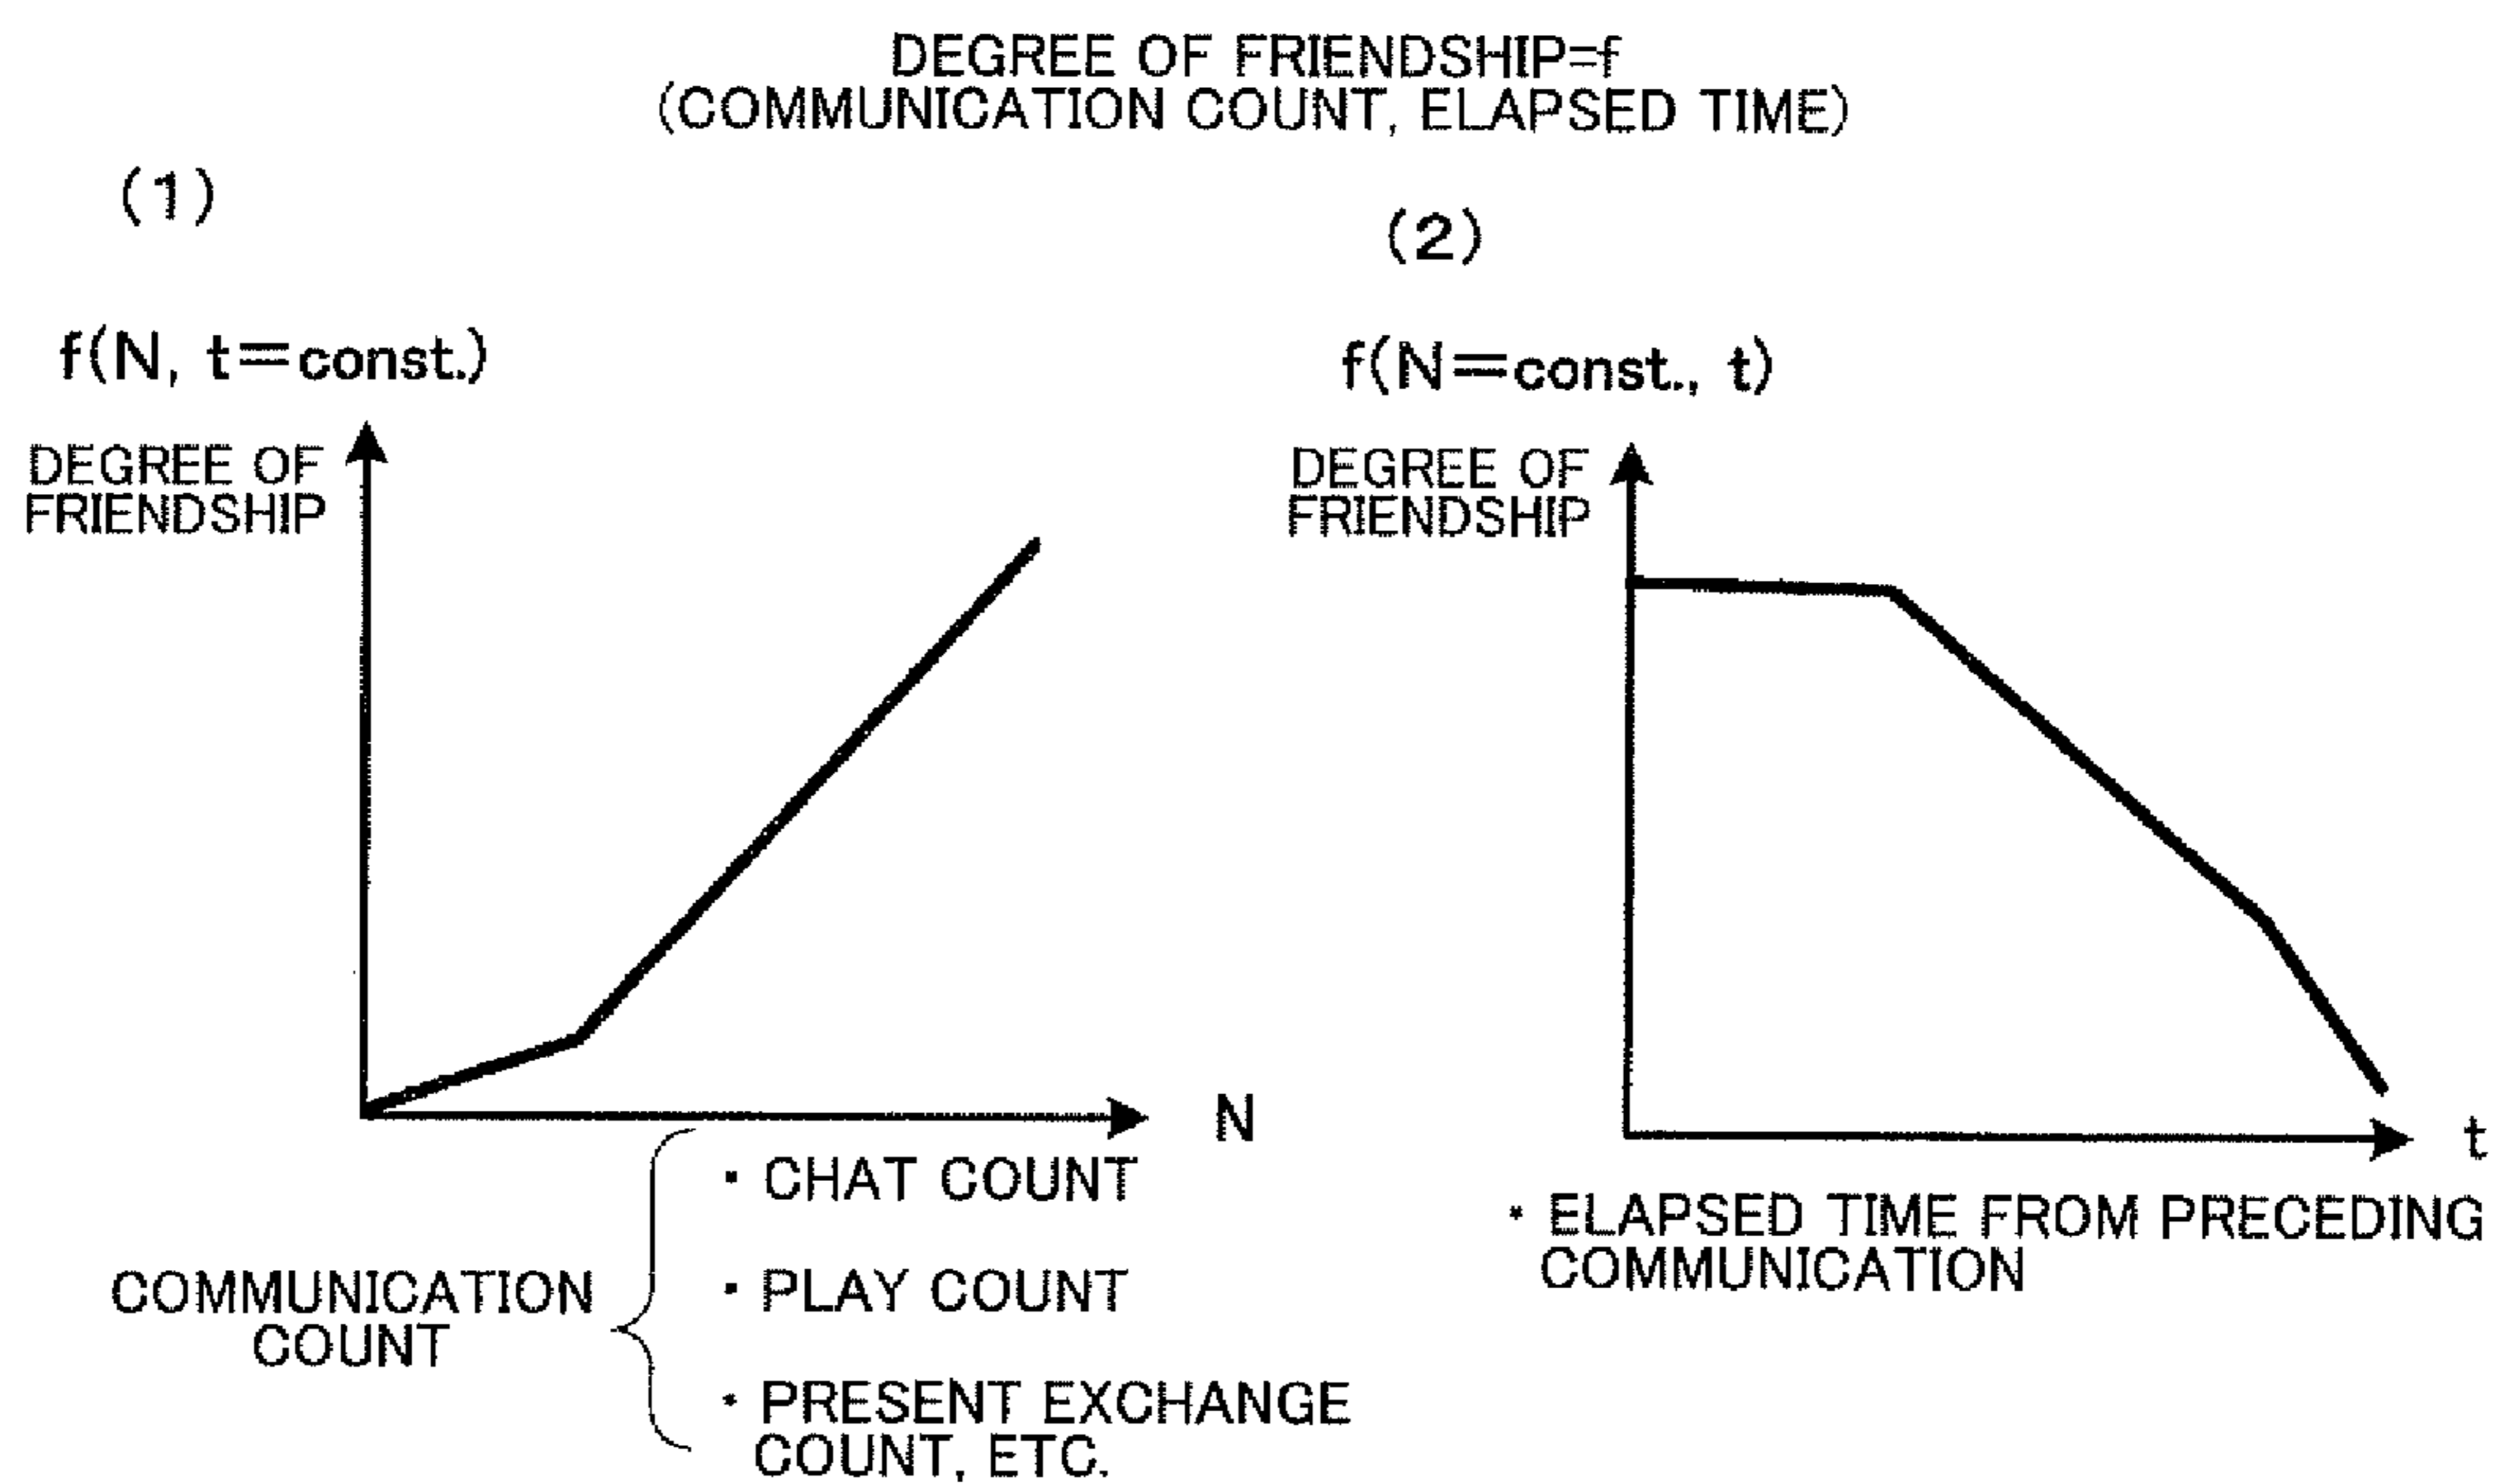 DEGREE OF FRIENDSHIP=f
(COMMUNICATION COUNT, ELAPSED TIME)
(1)
f(N, t=const.)
DEGREE OF
FRIENDSHIP
N
COMMUNICATION
COUNT
・CHAT COUNT
・PLAY COUNT
・PRESENT EXCHANGE
COUNT, ETC.
(2)
f(N=const., t)
DEGREE OF
FRIENDSHIP
t
・ELAPSED TIME FROM PRECEDING
COMMUNICATION